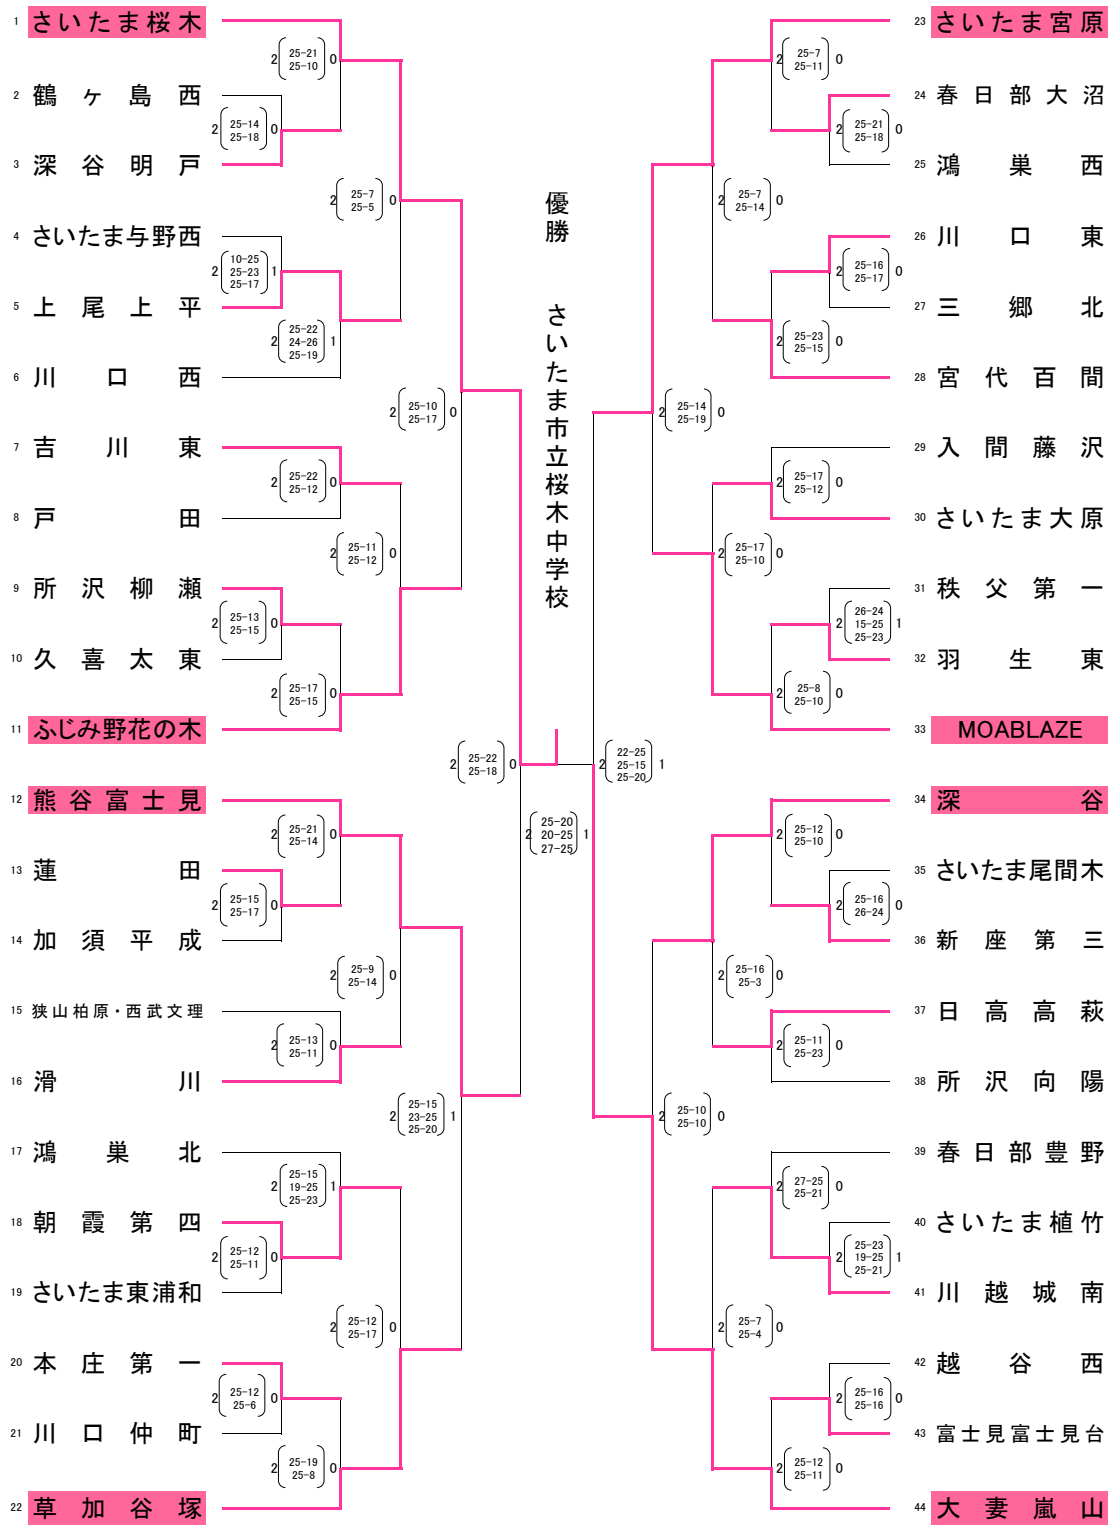 1 さいたま桜木
2 鶴ヶ島西
3 深谷明戸
4 さいたま与野西
5 上尾上平
6 川口西
7 吉川東
8 戸田
9 所沢柳瀬
10 久喜太東
11 ふじみ野花の木
12 熊谷富士見
13 蓮田
14 加須平成
15 狭山柏原・西武文理
16 滑川
17 鴻巣北
18 朝霞第四
19 さいたま東浦和
20 本庄第一
21 川口仲町
22 草加谷塚
2 25-21 0
25-10
2 25-14 0
25-18
2 25-7 0
25-5
2 10-25 1
25-23
25-17
2 25-22 1
24-26
25-19
2 25-10 0
25-17
2 25-22 0
25-12
2 25-11 0
25-12
2 25-13 0
25-15
2 25-17 0
25-15
2 25-22 0
25-18
2 25-21 0
25-14
2 25-15 0
25-17
2 25-9 0
25-14
2 25-13 0
25-11
2 25-15 1
23-25
25-20
2 25-15 1
19-25
25-23
2 25-12 0
25-11
2 25-12 0
25-17
2 25-12 0
25-6
2 25-19 0
25-8
優勝 さいたま市立桜木中学校
2 25-20 1
20-25
27-25
23 さいたま宮原
24 春日部大沼
25 鴻巣西
26 川口東
27 三郷北
28 宮代百間
29 入間藤沢
30 さいたま大原
31 秩父第一
32 羽生東
33 MOABLAZE
34 深谷
35 さいたま尾間木
36 新座第三
37 日高高萩
38 所沢向陽
39 春日部豊野
40 さいたま植竹
41 川越城南
42 越谷西
43 富士見富士見台
44 大妻嵐山
2 25-7 0
25-11
2 25-21 0
25-18
2 25-7 0
25-14
2 25-16 0
25-17
2 25-23 0
25-15
2 25-14 0
25-19
2 25-17 0
25-12
2 25-17 0
25-10
2 26-24 1
15-25
25-23
2 25-8 0
25-10
2 22-25 1
25-15
25-20
2 25-12 0
25-10
2 25-16 0
26-24
2 25-16 0
25-3
2 25-11 0
25-23
2 25-10 0
25-10
2 27-25 0
25-21
2 25-23 1
19-25
25-21
2 25-7 0
25-4
2 25-16 0
25-16
2 25-12 0
25-11